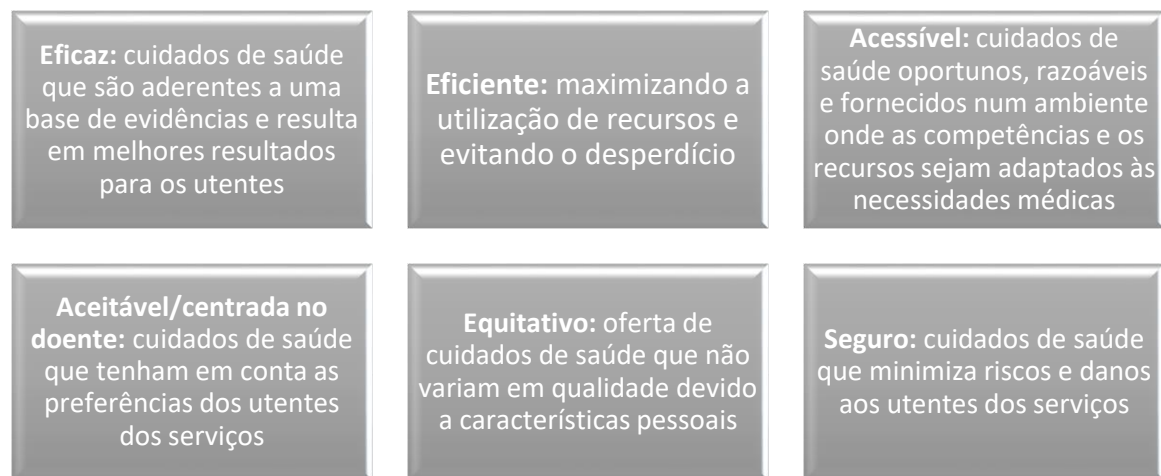 Eficaz: cuidados de saúde
que são aderentes a uma
base de evidências e resulta
em melhores resultados
para os utentes
Eficiente: maximizando a
utilização de recursos e
evitando o desperdício
Acessível: cuidados de
saúde oportunos, razoáveis
e fornecidos num ambiente
onde as competências e os
recursos sejam adaptados às
necessidades médicas
Aceitável/centrada no
doente: cuidados de saúde
que tenham em conta as
preferências dos utentes
dos serviços
Equitativo: oferta de
cuidados de saúde que não
variam em qualidade devido
a características pessoais
Seguro: cuidados de saúde
que minimiza riscos e danos
aos utentes dos serviços